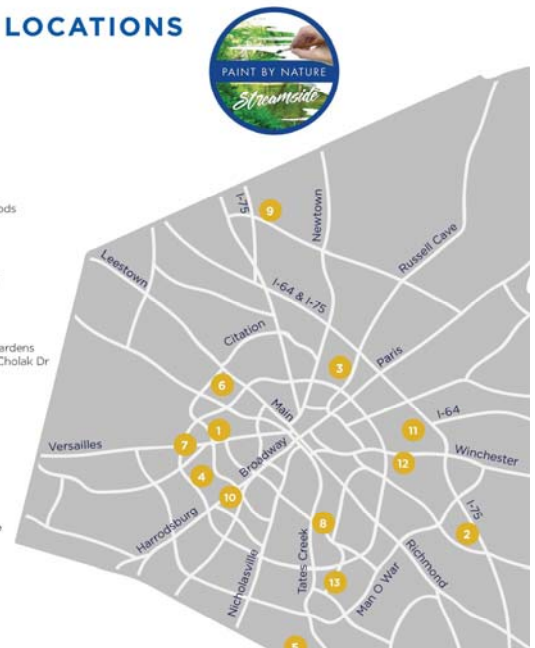 LOCATIONS
PAINT BY NATURE
Streamside
ods
ardens
Cholak Dr
I-75
9
Newtown
Russell Cave
Leestown
I-64 & I-75
Citation
3
Paris
6
Main
I-64
1
11
Versailles
7
Broadway
Winchester
12
4
10
I-75
Harrodsburg
8
2
Nicholasville
Tates Creek
Richmond
Man O War
13
5